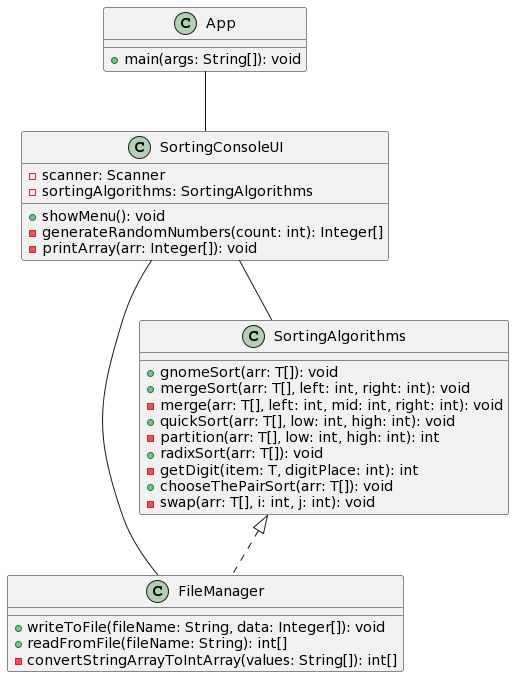 C App
main(args: String[]): void
C SortingConsoleUI
scanner: Scanner
sortingAlgorithms: SortingAlgorithms
showMenu(): void
generateRandomNumbers(count: int): Integer[]
printArray(arr: Integer[]): void
C SortingAlgorithms
gnomeSort(arr: T[]): void
mergeSort(arr: T[], left: int, right: int): void
merge(arr: T[], left: int, mid: int, right: int): void
quickSort(arr: T[], low: int, high: int): void
partition(arr: T[], low: int, high: int): int
radixSort(arr: T[]): void
getDigit(item: T, digitPlace: int): int
chooseThePairSort(arr: T[]): void
swap(arr: T[], i: int, j: int): void
C FileManager
writeToFile(fileName: String, data: Integer[]): void
readFromFile(fileName: String): int[]
convertStringArrayToIntArray(values: String[]): int[]